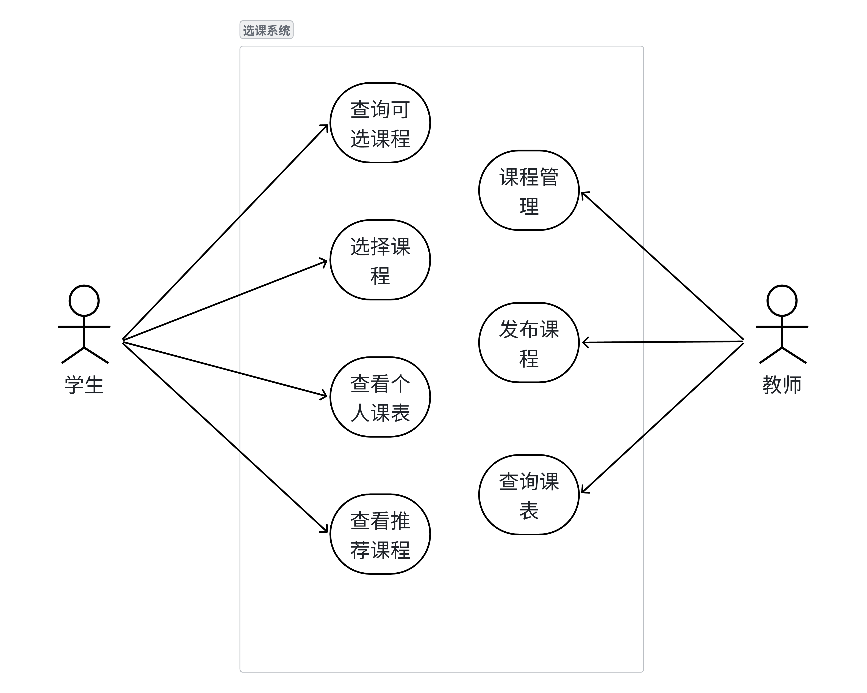 选课系统
查询可
选课程
选择课
程
查看个
人课表
查看推
荐课程
课程管
理
发布课
程
查询课
表
学生
教师